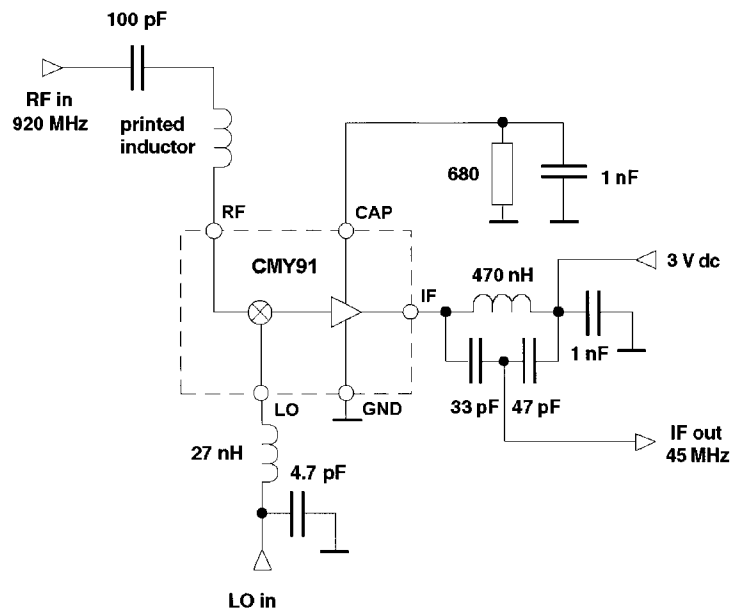 100 pF
RF in
920 MHz
printed
inductor
680
1 nF
RF
CAP
CMY91
470 nH
3 V dc
IF
1 nF
33 pF
47 pF
LO
GND
IF out
45 MHz
27 nH
4.7 pF
LO in